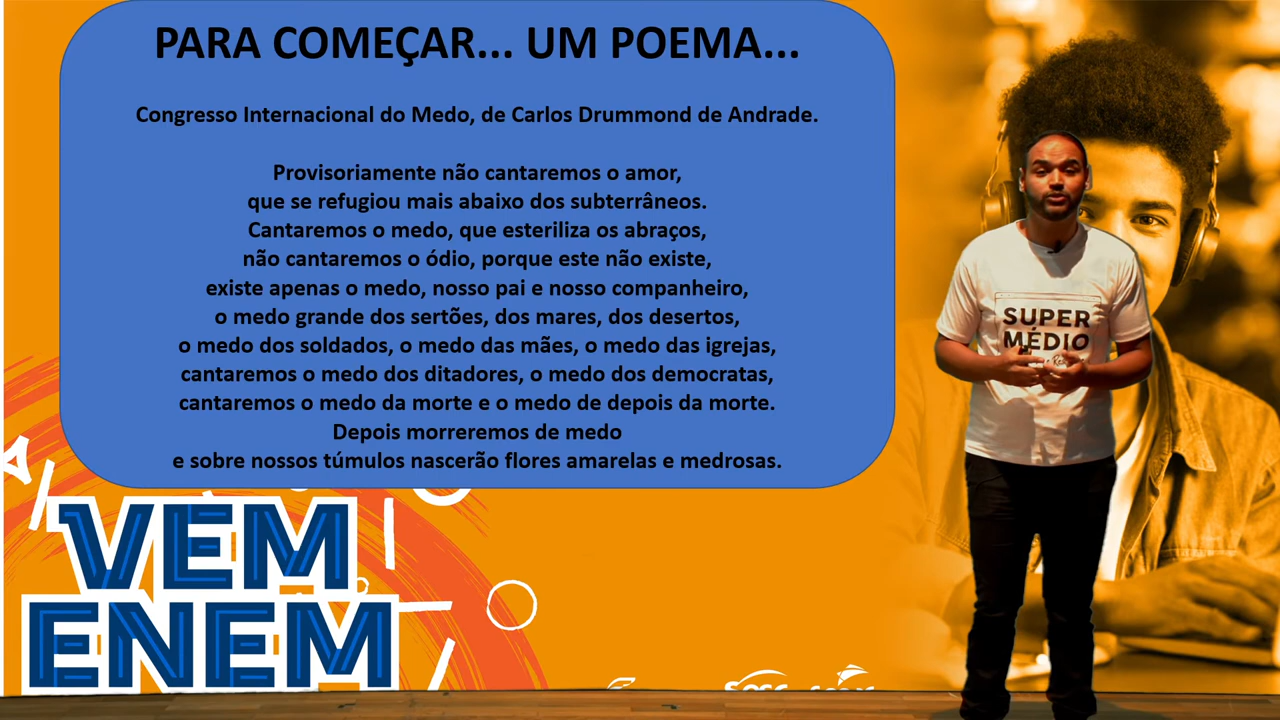 PARA COMEÇAR... UM POEMA...
Congresso Internacional do Medo, de Carlos Drummond de Andrade.
Provisoriamente não cantaremos o amor,
que se refugiou mais abaixo dos subterrâneos.
Cantaremos o medo, que esteriliza os abraços,
não cantaremos o ódio, porque este não existe,
existe apenas o medo, nosso pai e nosso companheiro,
o medo grande dos sertões, dos mares, dos desertos,
o medo dos soldados, o medo das mães, o medo das igrejas,
cantaremos o medo dos ditadores, o medo dos democratas,
cantaremos o medo da morte e o medo de depois da morte.
Depois morreremos de medo
e sobre nossos túmulos nascerão flores amarelas e medrosas.
SUPER
MÉDIO
VEM
ENEM